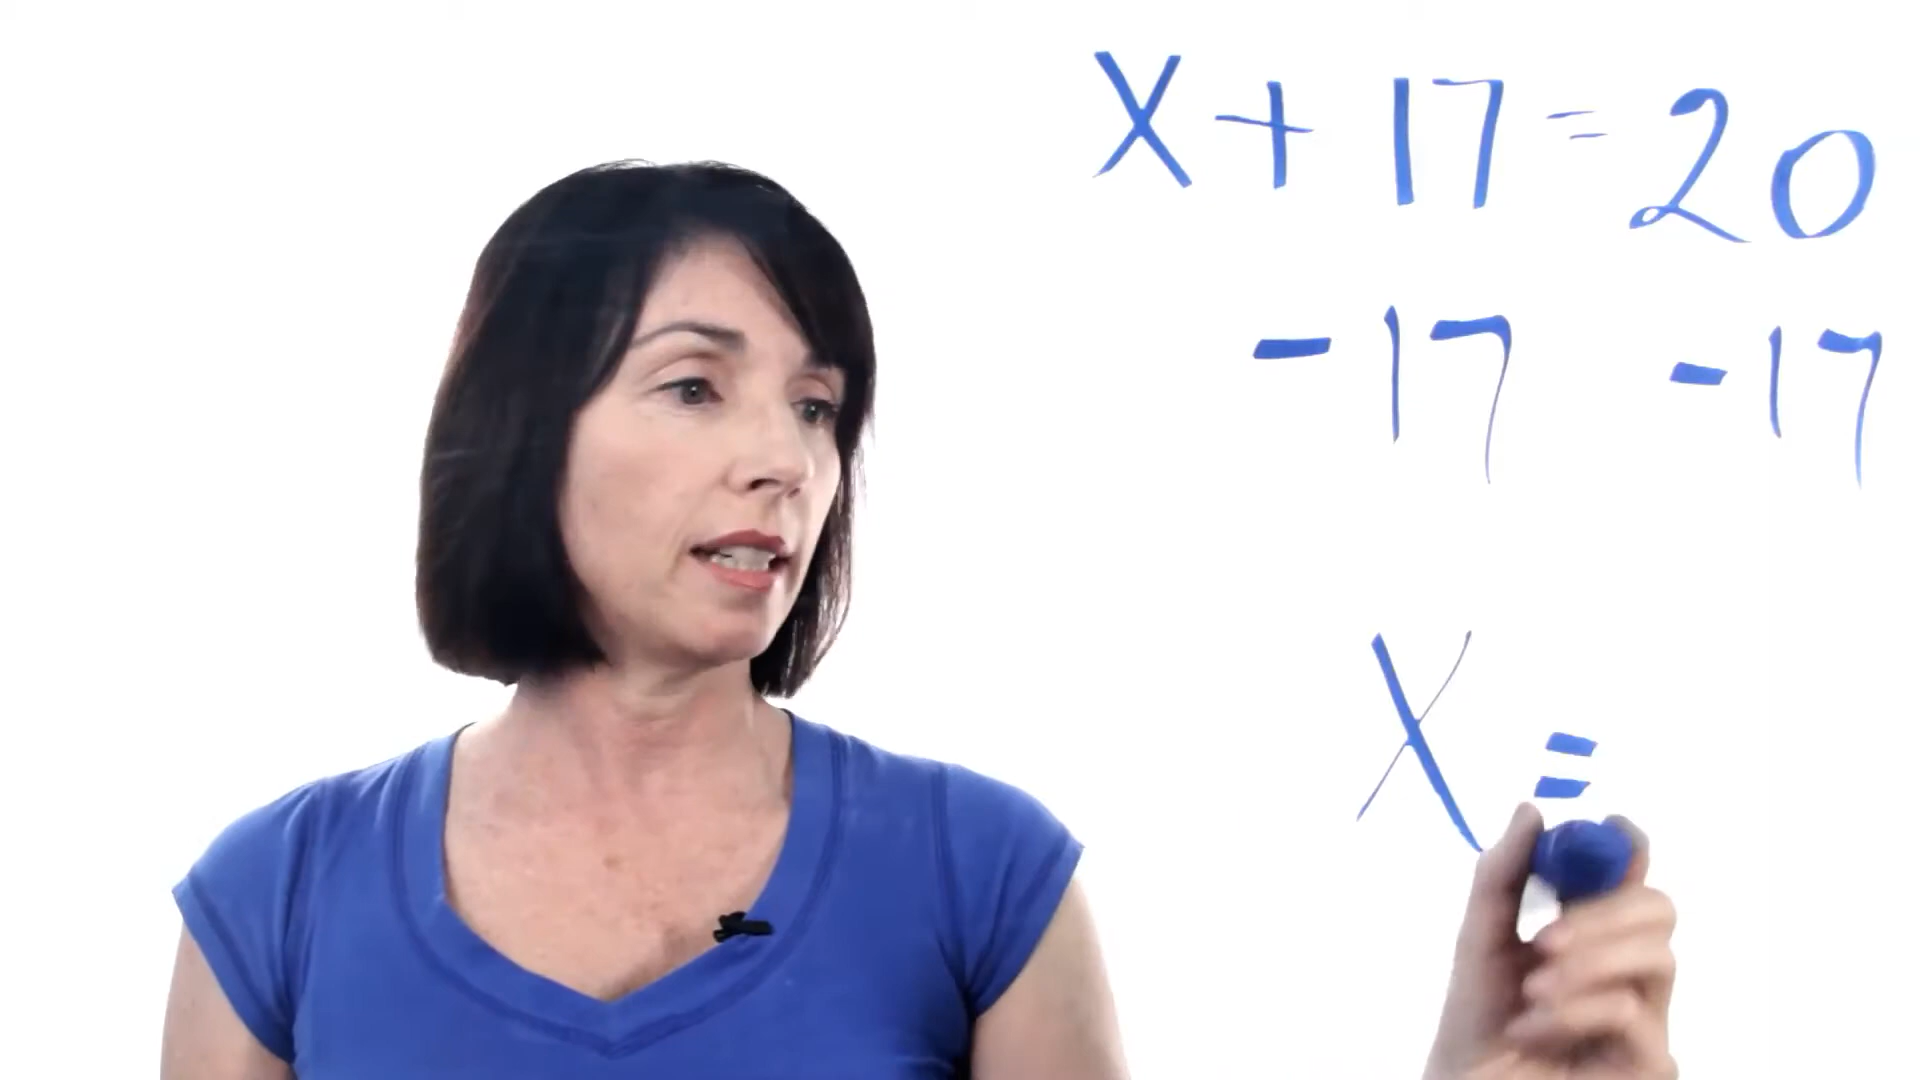 X + 17 = 20
- 17 - 17
X =